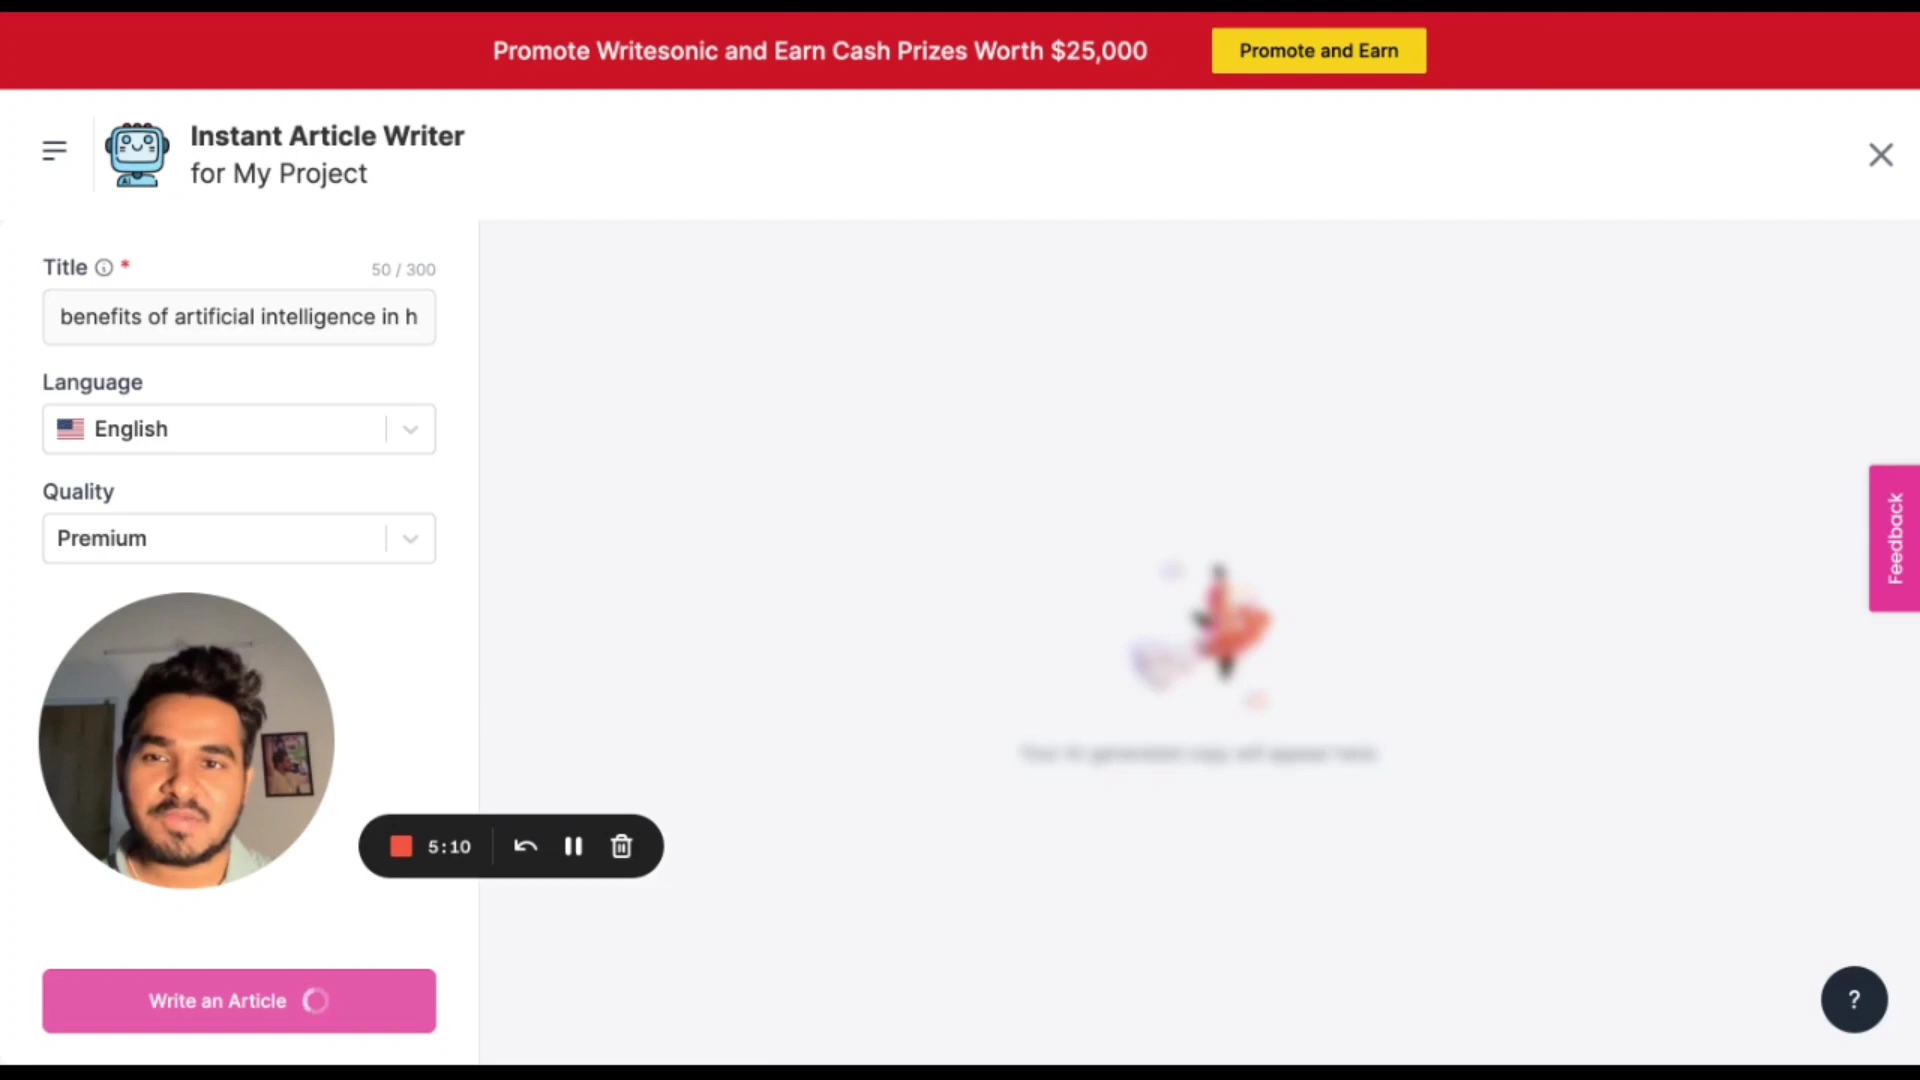 Promote Writesonic and Earn Cash Prizes Worth $25,000
Promote and Earn
Instant Article Writer
for My Project
Title * 50 / 300
benefits of artificial intelligence in h
Language
English
Quality
Premium
Feedback
5:10
Write an Article
?